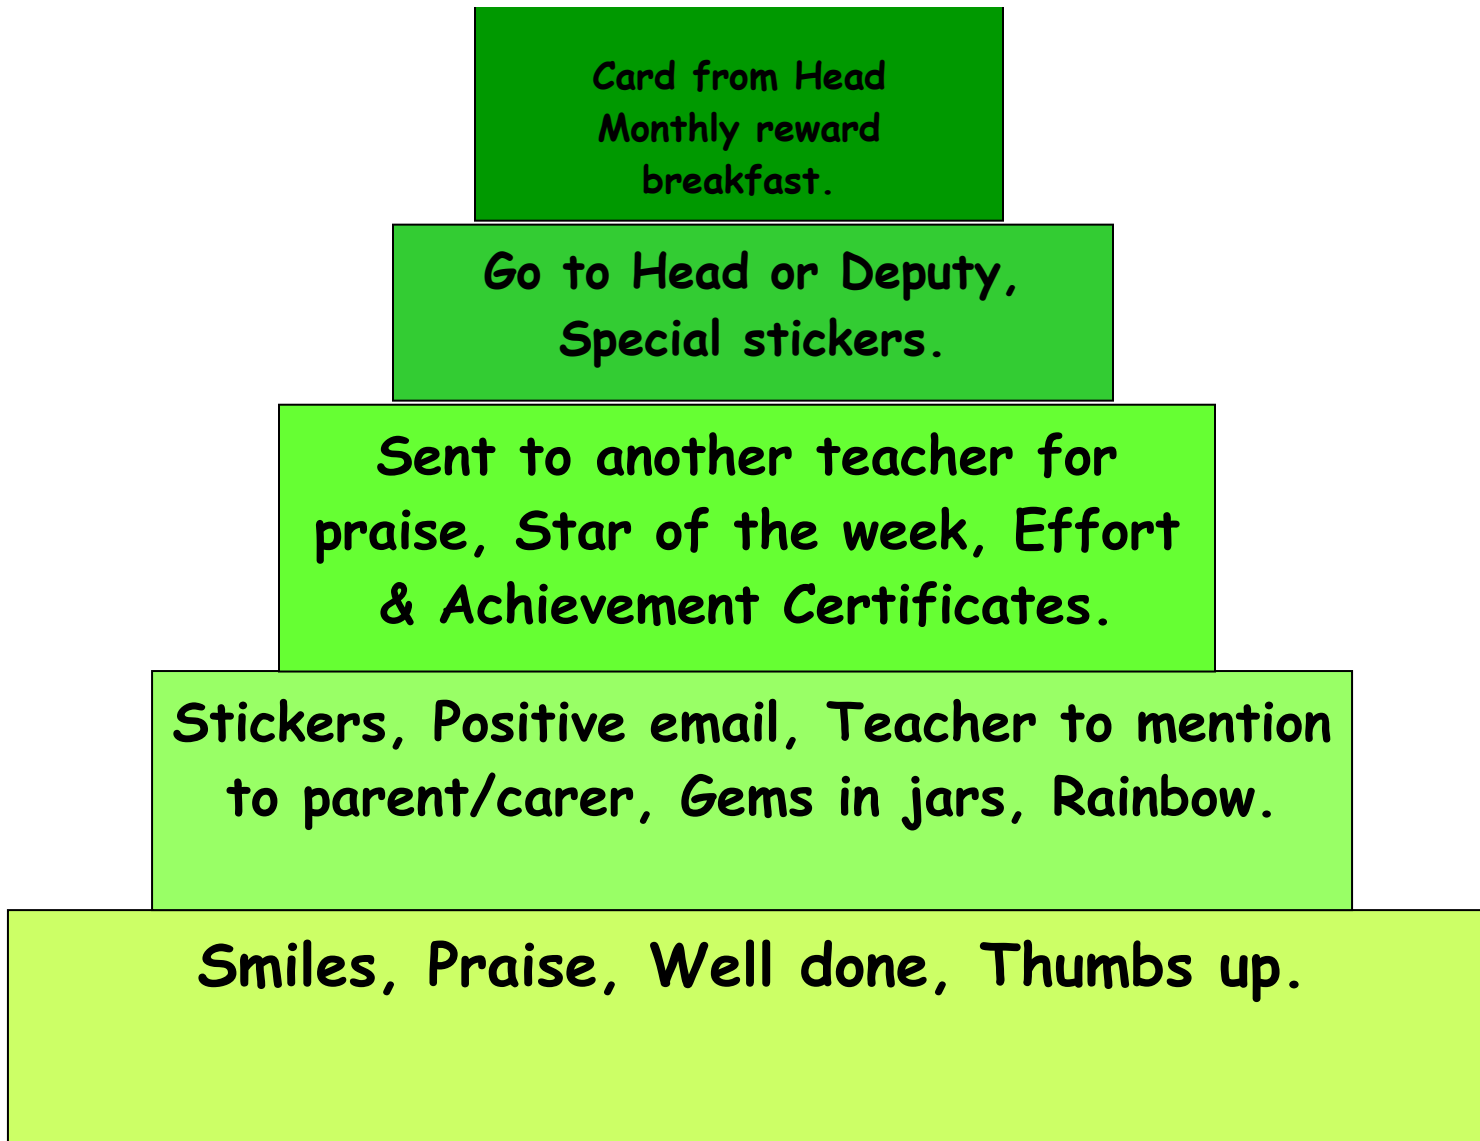 Card from Head
Monthly reward
breakfast.
Go to Head or Deputy,
Special stickers.
Sent to another teacher for
praise, Star of the week, Effort
& Achievement Certificates.
Stickers, Positive email, Teacher to mention
to parent/carer, Gems in jars, Rainbow.
Smiles, Praise, Well done, Thumbs up.